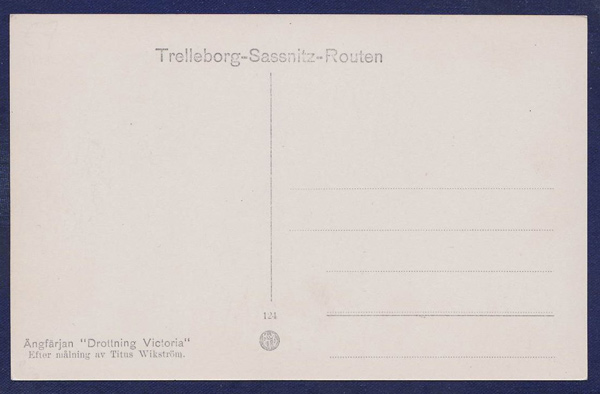 Trelleborg-Sassnitz-Routen
124
Ångfärjan "Drottning Victoria"
Efter målning av Titus Wikström.